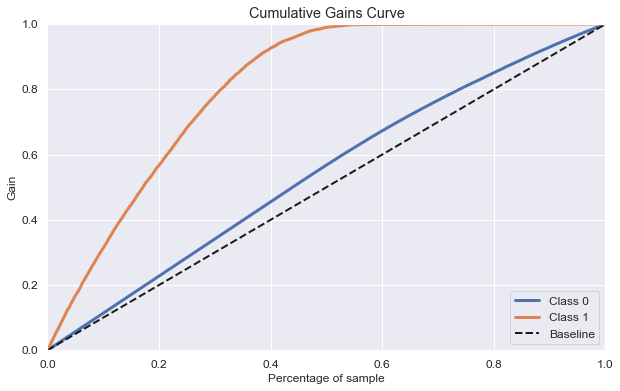 Cumulative Gains Curve
Gain
1.0
0.8
0.6
0.4
0.2
0.0
0.0 0.2 0.4 0.6 0.8 1.0
Percentage of sample
Class 0
Class 1
Baseline